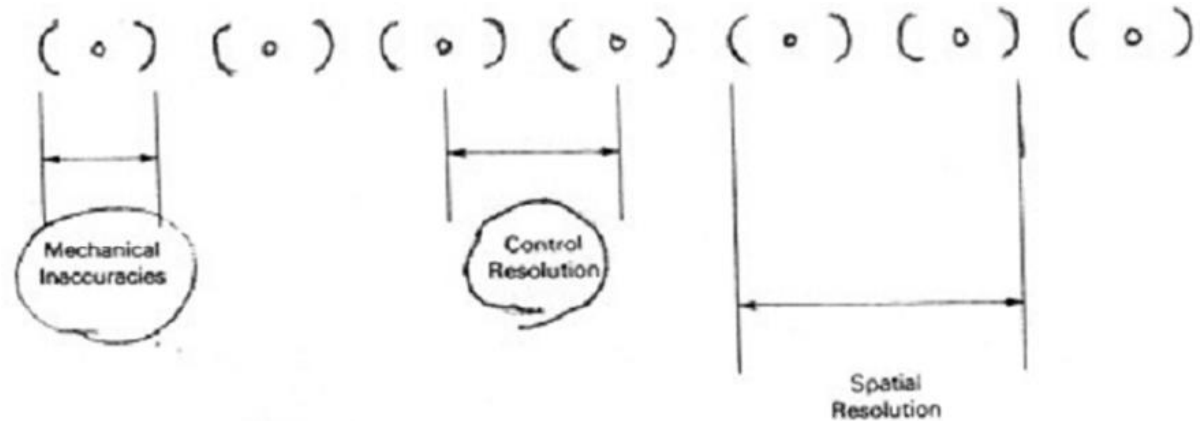 Mechanical
Inaccuracies
Control
Resolution
Spatial
Resolution